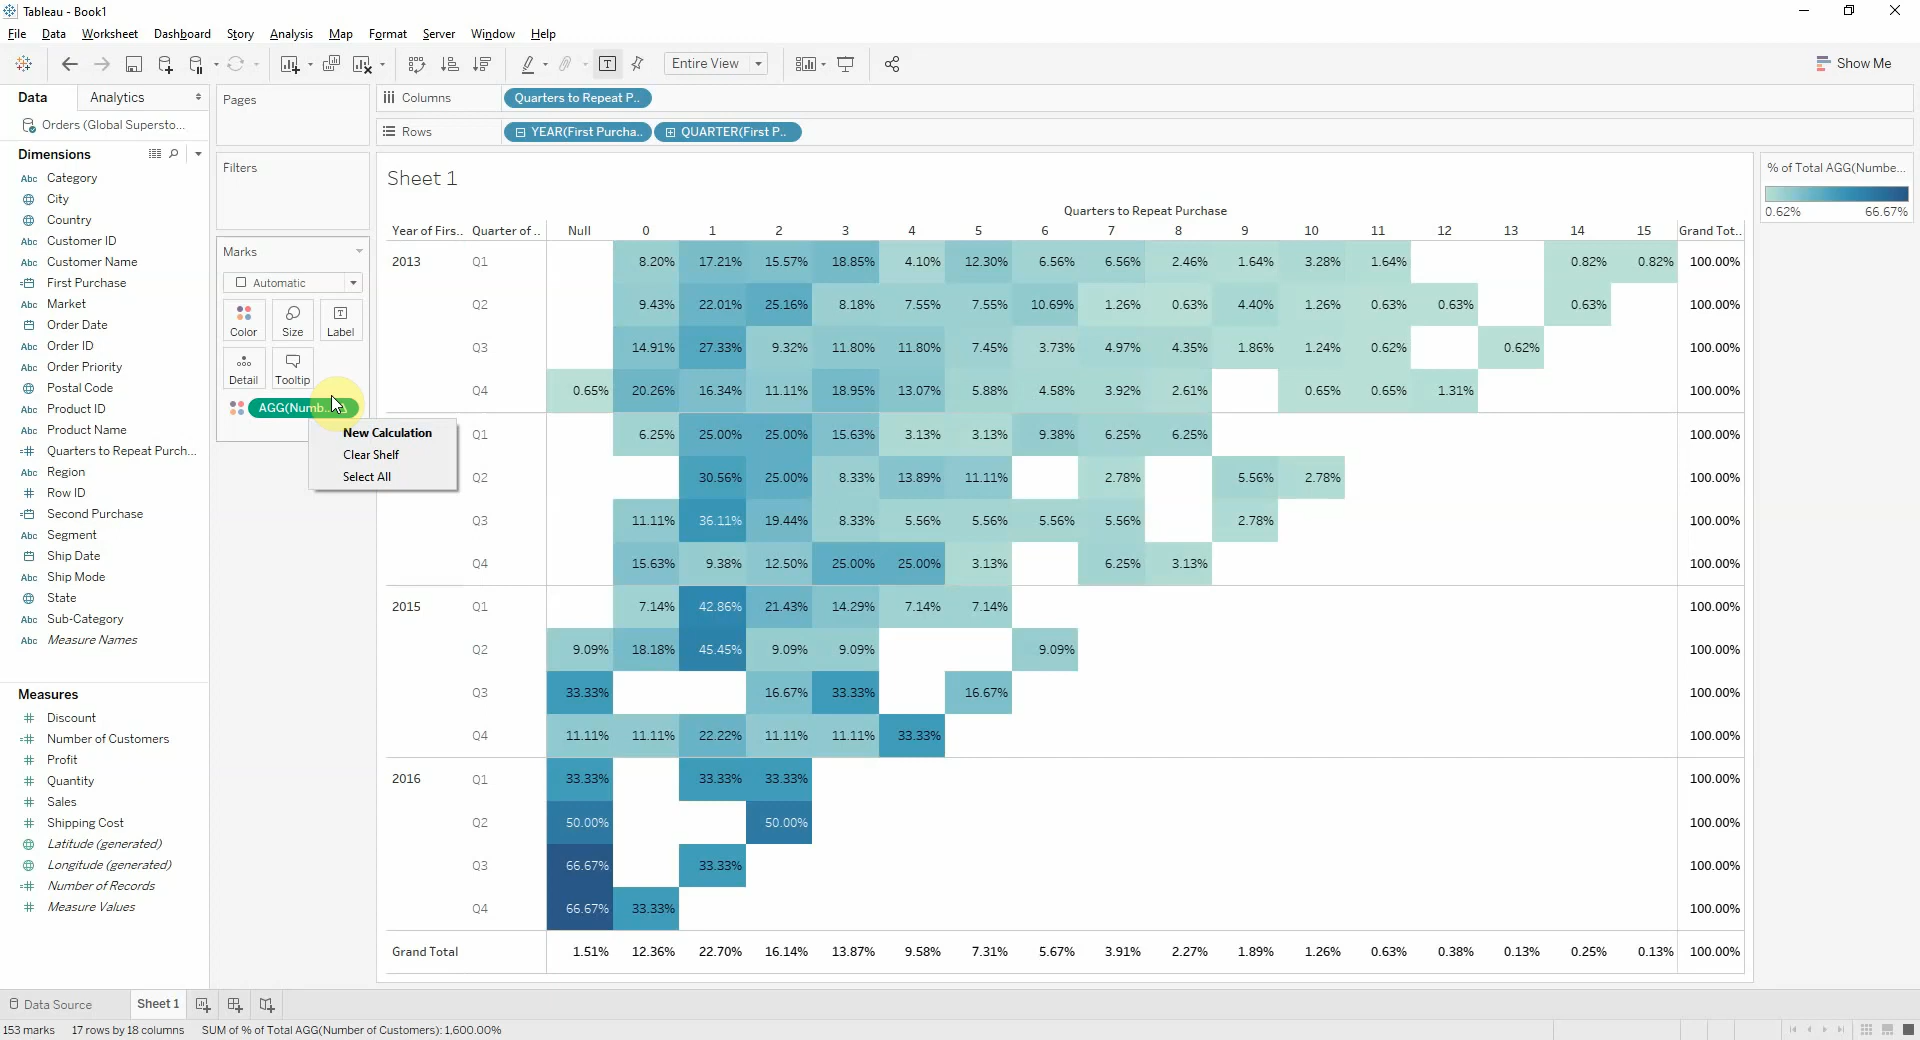 Tableau - Book1
File Data Worksheet Dashboard Story Analysis Map Format Server Window Help
Entire View
Show Me
Data Analytics
Orders (Global Supersto...
Dimensions
Category
City
Country
Customer ID
Customer Name
First Purchase
Market
Order Date
Order ID
Order Priority
Postal Code
Product ID
Product Name
Quarters to Repeat Purch...
Region
Row ID
Second Purchase
Segment
Ship Date
Ship Mode
State
Sub-Category
Measure Names
Measures
Discount
Number of Customers
Profit
Quantity
Sales
Shipping Cost
Latitude (generated)
Longitude (generated)
Number of Records
Measure Values
Pages
Filters
Marks
Automatic
Color Size Label
Detail Tooltip
AGG(Numb..
New Calculation
Clear Shelf
Select All
Columns Quarters to Repeat P..
Rows YEAR(First Purcha.. QUARTER(First P..
Sheet 1
Quarters to Repeat Purchase
Year of Firs.. Quarter of .. Null 0 1 2 3 4 5 6 7 8 9 10 11 12 13 14 15 Grand Tot..
2013 Q1 8.20% 17.21% 15.57% 18.85% 4.10% 12.30% 6.56% 6.56% 2.46% 1.64% 3.28% 1.64% 0.82% 0.82% 100.00%
Q2 9.43% 22.01% 25.16% 8.18% 7.55% 7.55% 10.69% 1.26% 0.63% 4.40% 1.26% 0.63% 0.63% 0.63% 100.00%
Q3 14.91% 27.33% 9.32% 11.80% 11.80% 7.45% 3.73% 4.97% 4.35% 1.86% 1.24% 0.62% 0.62% 100.00%
Q4 0.65% 20.26% 16.34% 11.11% 18.95% 13.07% 5.88% 4.58% 3.92% 2.61% 0.65% 0.65% 1.31% 100.00%
Q1 6.25% 25.00% 25.00% 15.63% 3.13% 3.13% 9.38% 6.25% 6.25% 100.00%
Q2 30.56% 25.00% 8.33% 13.89% 11.11% 2.78% 5.56% 2.78% 100.00%
Q3 11.11% 36.11% 19.44% 8.33% 5.56% 5.56% 5.56% 5.56% 2.78% 100.00%
Q4 15.63% 9.38% 12.50% 25.00% 25.00% 3.13% 6.25% 3.13% 100.00%
2015 Q1 7.14% 42.86% 21.43% 14.29% 7.14% 7.14% 100.00%
Q2 9.09% 18.18% 45.45% 9.09% 9.09% 9.09% 100.00%
Q3 33.33% 16.67% 33.33% 16.67% 100.00%
Q4 11.11% 11.11% 22.22% 11.11% 11.11% 33.33% 100.00%
2016 Q1 33.33% 33.33% 33.33% 100.00%
Q2 50.00% 50.00% 100.00%
Q3 66.67% 33.33% 100.00%
Q4 66.67% 33.33% 100.00%
Grand Total 1.51% 12.36% 22.70% 16.14% 13.87% 9.58% 7.31% 5.67% 3.91% 2.27% 1.89% 1.26% 0.63% 0.38% 0.13% 0.25% 0.13% 100.00%
% of Total AGG(Numbe...
0.62% 66.67%
Data Source Sheet 1
153 marks 17 rows by 18 columns SUM of % of Total AGG(Number of Customers): 1,600.00%